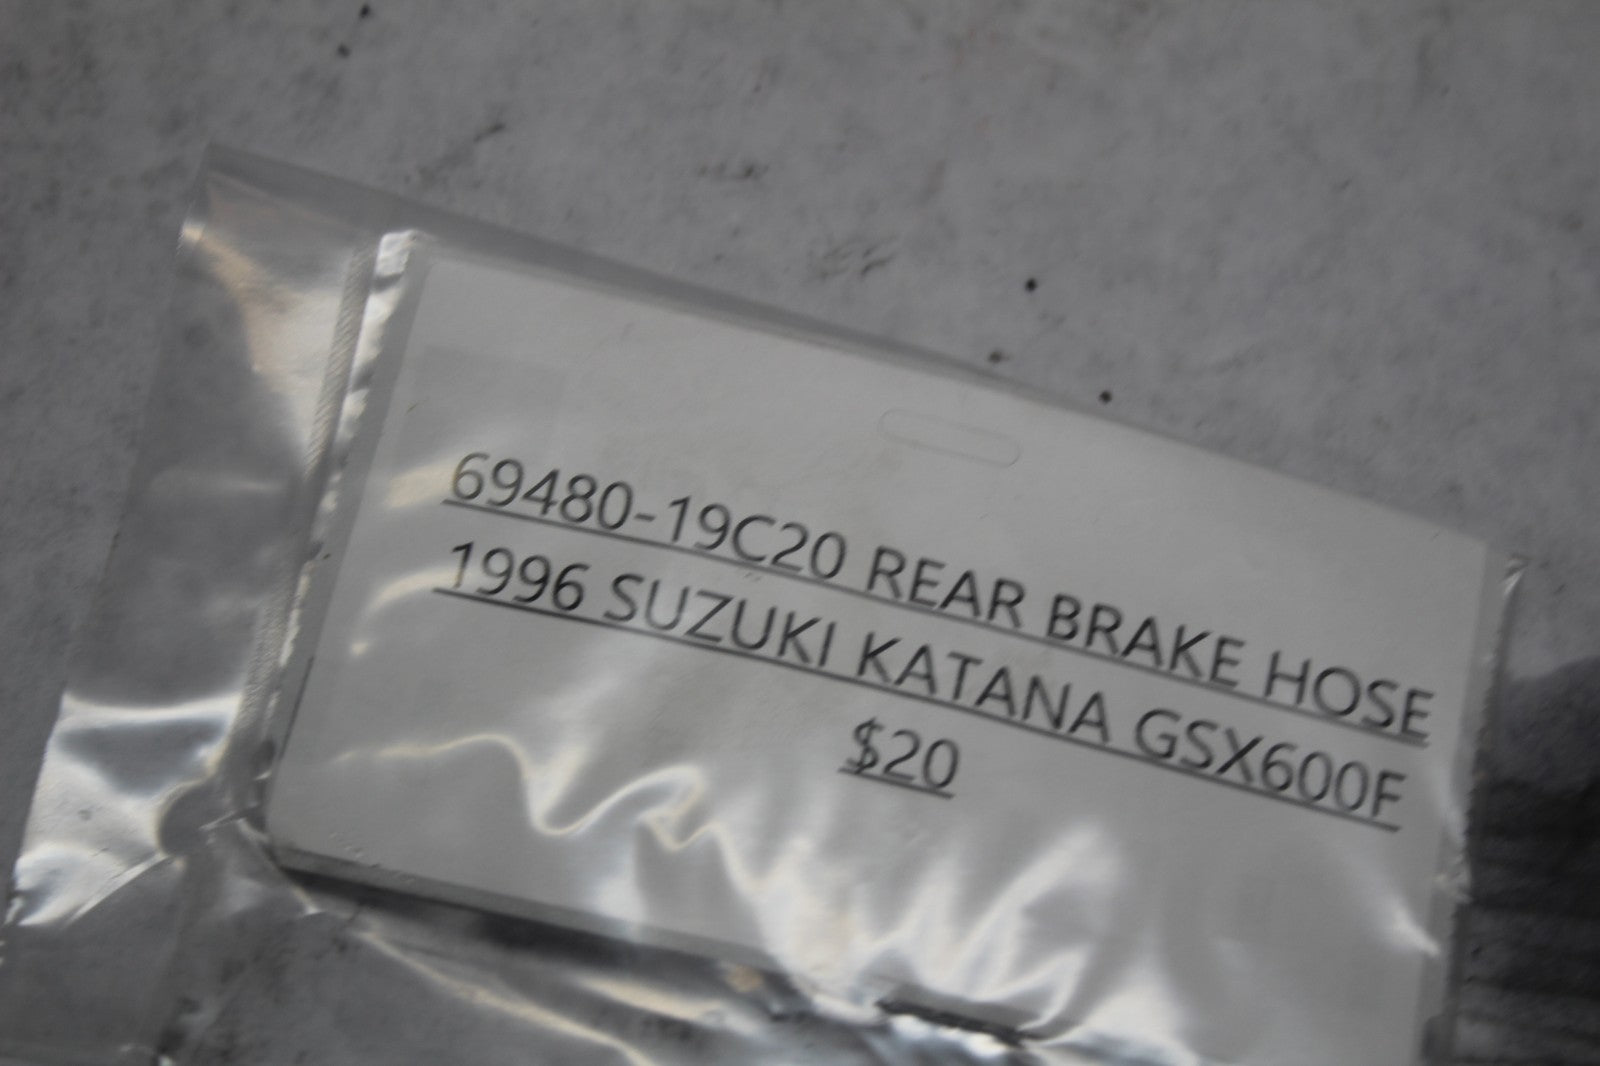 69480-19C20 REAR BRAKE HOSE
1996 SUZUKI KATANA GSX600F
$20